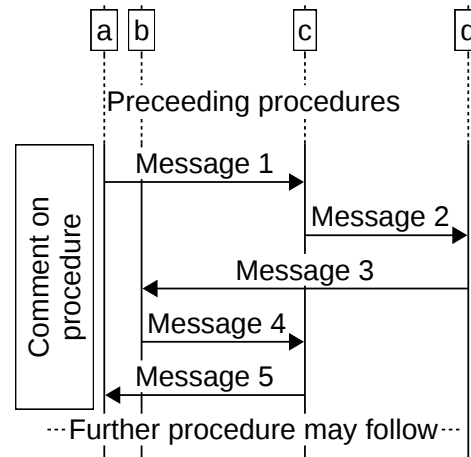 a b c d
Preceeding procedures
Message 1
Message 2
Message 3
Message 4
Message 5
Comment on
procedure
Further procedure may follow